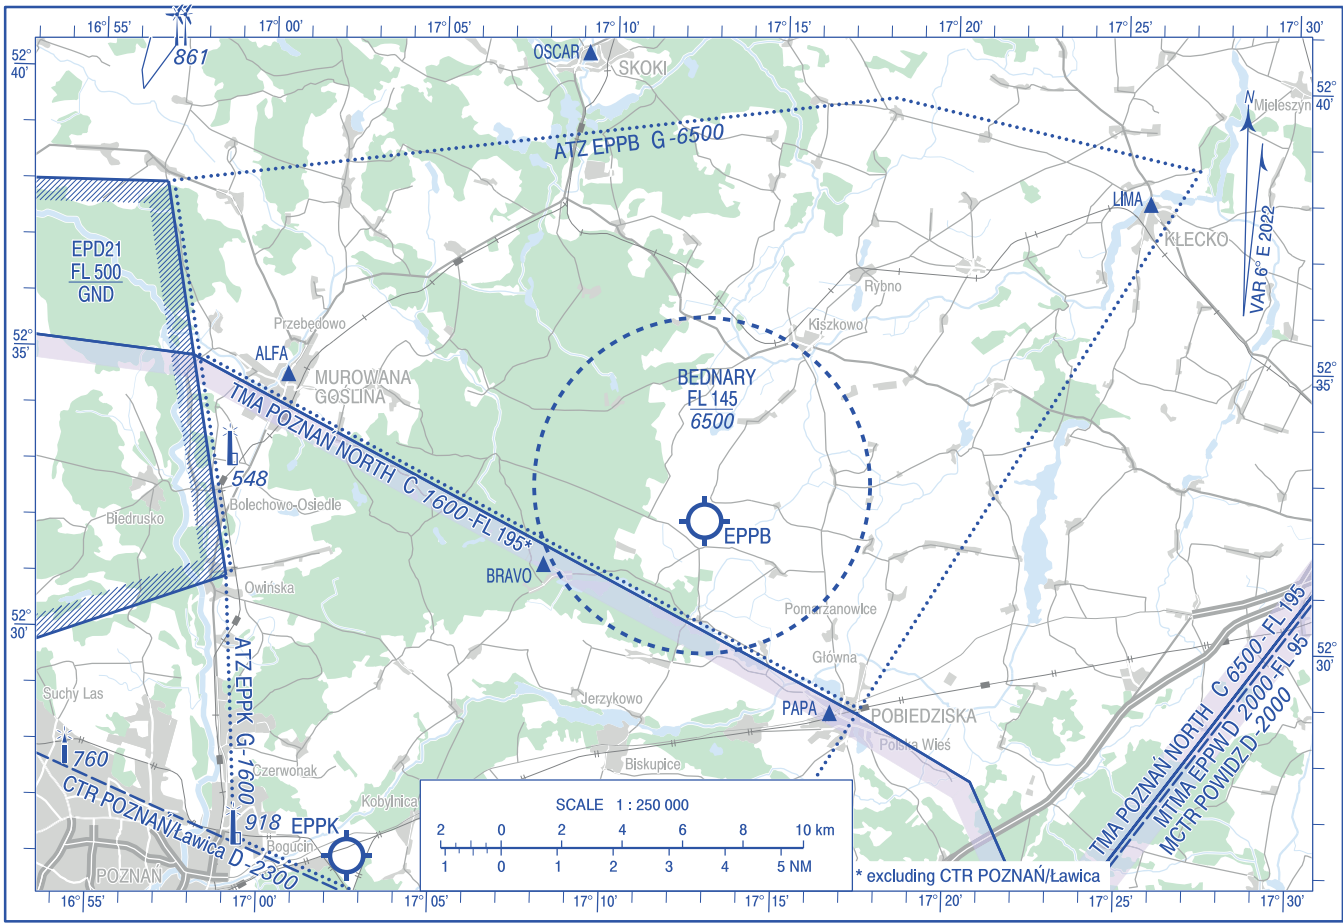 16° 55'
17° 00'
17° 05'
17° 10'
17° 15'
17° 20'
17° 25'
17° 30'
52°
40'
861
OSCAR
SKOKI
52°
40'
N
Mieleszyn
ATZ EPPB G -6500
LIMA
KŁECKO
VAR 6° E 2022
EPD21
FL 500
GND
Rybno
Przebędowo
Kiszkowo
52°
35'
ALFA
MUROWANA
GOŚLINA
BEDNARY
FL 145
6500
52°
35'
TMA POZNAŃ NORTH C 1600-FL 195*
548
Bolechowo-Osiedle
Biedrusko
EPPB
BRAVO
Owińska
Pomarzanowice
52°
30'
Główna
52°
30'
ATZ EPPK G-1600
Suchy Las
Jerzykowo
PAPA
POBIEDZISKA
Polska Wieś
TMA POZNAŃ NORTH C 6500-FL 195
MTMA EPPW D 2000-FL 95
MCTR POWIDZ D-2000
760
Czerwonak
Biskupice
CTR POZNAŃ/Ławica D-2300
Kobylnica
918
EPPK
Bogucin
POZNAŃ
SCALE 1 : 250 000
2 0 2 4 6 8 10 km
1 0 1 2 3 4 5 NM
* excluding CTR POZNAŃ/Ławica
16° 55'
17° 00'
17° 05'
17° 10'
17° 15'
17° 20'
17° 25'
17° 30'